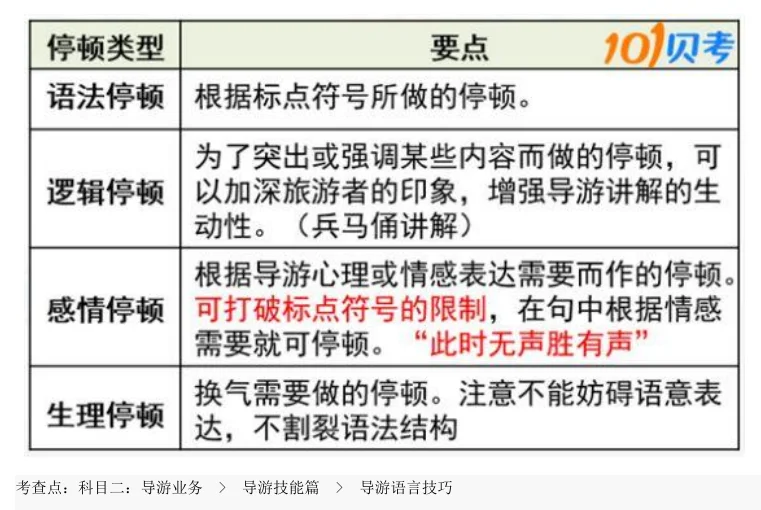 停顿类型 要点 101贝考
语法停顿 根据标点符号所做的停顿。
为了突出或强调某些内容而做的停顿，可
逻辑停顿 以加深旅游者的印象，增强导游讲解的生
动性。（兵马俑讲解）
根据导游心理或情感表达需要而作的停顿。
感情停顿 可打破标点符号的限制，在句中根据情感
需要就可停顿。“此时无声胜有声”
生理停顿 换气需要做的停顿。注意不能妨碍语意表
达，不割裂语法结构
考查点：科目二：导游业务 > 导游技能篇 > 导游语言技巧